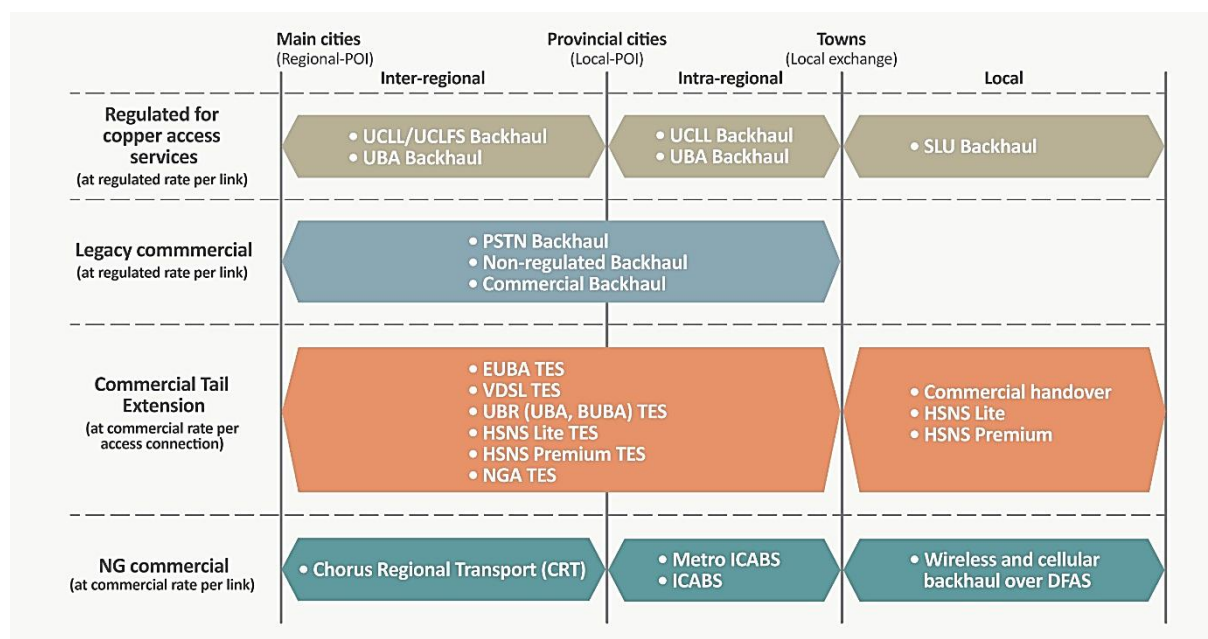 Main cities
(Regional-POI)
Provincial cities
(Local-POI)
Towns
(Local exchange)
Inter-regional
Intra-regional
Local
Regulated for
copper access
services
(at regulated rate per link)
• UCLL/UCLFS Backhaul
• UBA Backhaul
• UCLL Backhaul
• UBA Backhaul
• SLU Backhaul
Legacy commmercial
(at regulated rate per link)
• PSTN Backhaul
• Non-regulated Backhaul
• Commercial Backhaul
Commercial Tail
Extension
(at commercial rate per
access connection)
• EUBA TES
• VDSL TES
• UBR (UBA, BUBA) TES
• HSNS Lite TES
• HSNS Premium TES
• NGA TES
• Commercial handover
• HSNS Lite
• HSNS Premium
NG commercial
(at commercial rate per link)
• Chorus Regional Transport (CRT)
• Metro ICABS
• ICABS
• Wireless and cellular
backhaul over DFAS